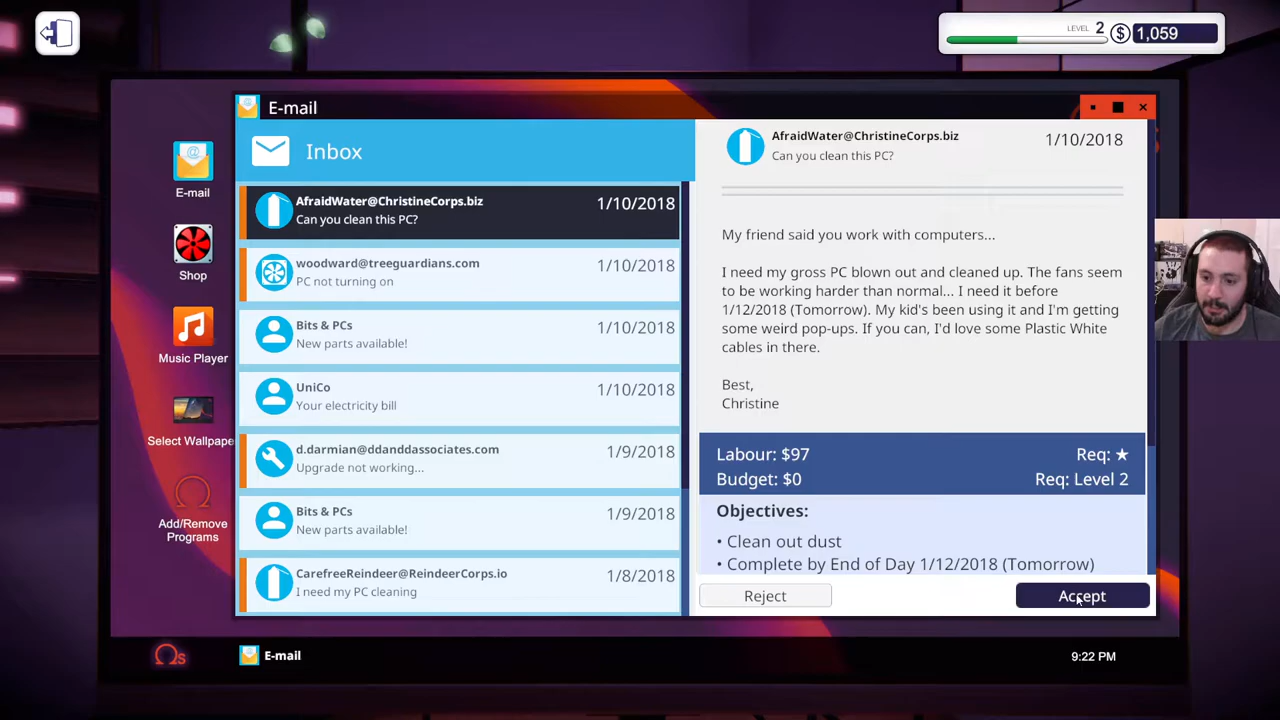 LEVEL 2
$ 1,059
E-mail
Inbox
E-mail
Shop
Music Player
Select Wallpape
Add/Remove
Programs
AfraidWater@ChristineCorps.biz 1/10/2018
Can you clean this PC?
woodward@treeguardians.com 1/10/2018
PC not turning on
Bits & PCs 1/10/2018
New parts available!
UniCo 1/10/2018
Your electricity bill
d.darmian@ddanddassociates.com 1/9/2018
Upgrade not working...
Bits & PCs 1/9/2018
New parts available!
CarefreeReindeer@ReindeerCorps.io 1/8/2018
I need my PC cleaning
AfraidWater@ChristineCorps.biz 1/10/2018
Can you clean this PC?
My friend said you work with computers...
I need my gross PC blown out and cleaned up. The fans seem
to be working harder than normal... I need it before
1/12/2018 (Tomorrow). My kid's been using it and I'm getting
some weird pop-ups. If you can, I'd love some Plastic White
cables in there.
Best,
Christine
Labour: $97 Req: ★
Budget: $0 Req: Level 2
Objectives:
• Clean out dust
• Complete by End of Day 1/12/2018 (Tomorrow)
Reject Accept
Ωs E-mail 9:22 PM